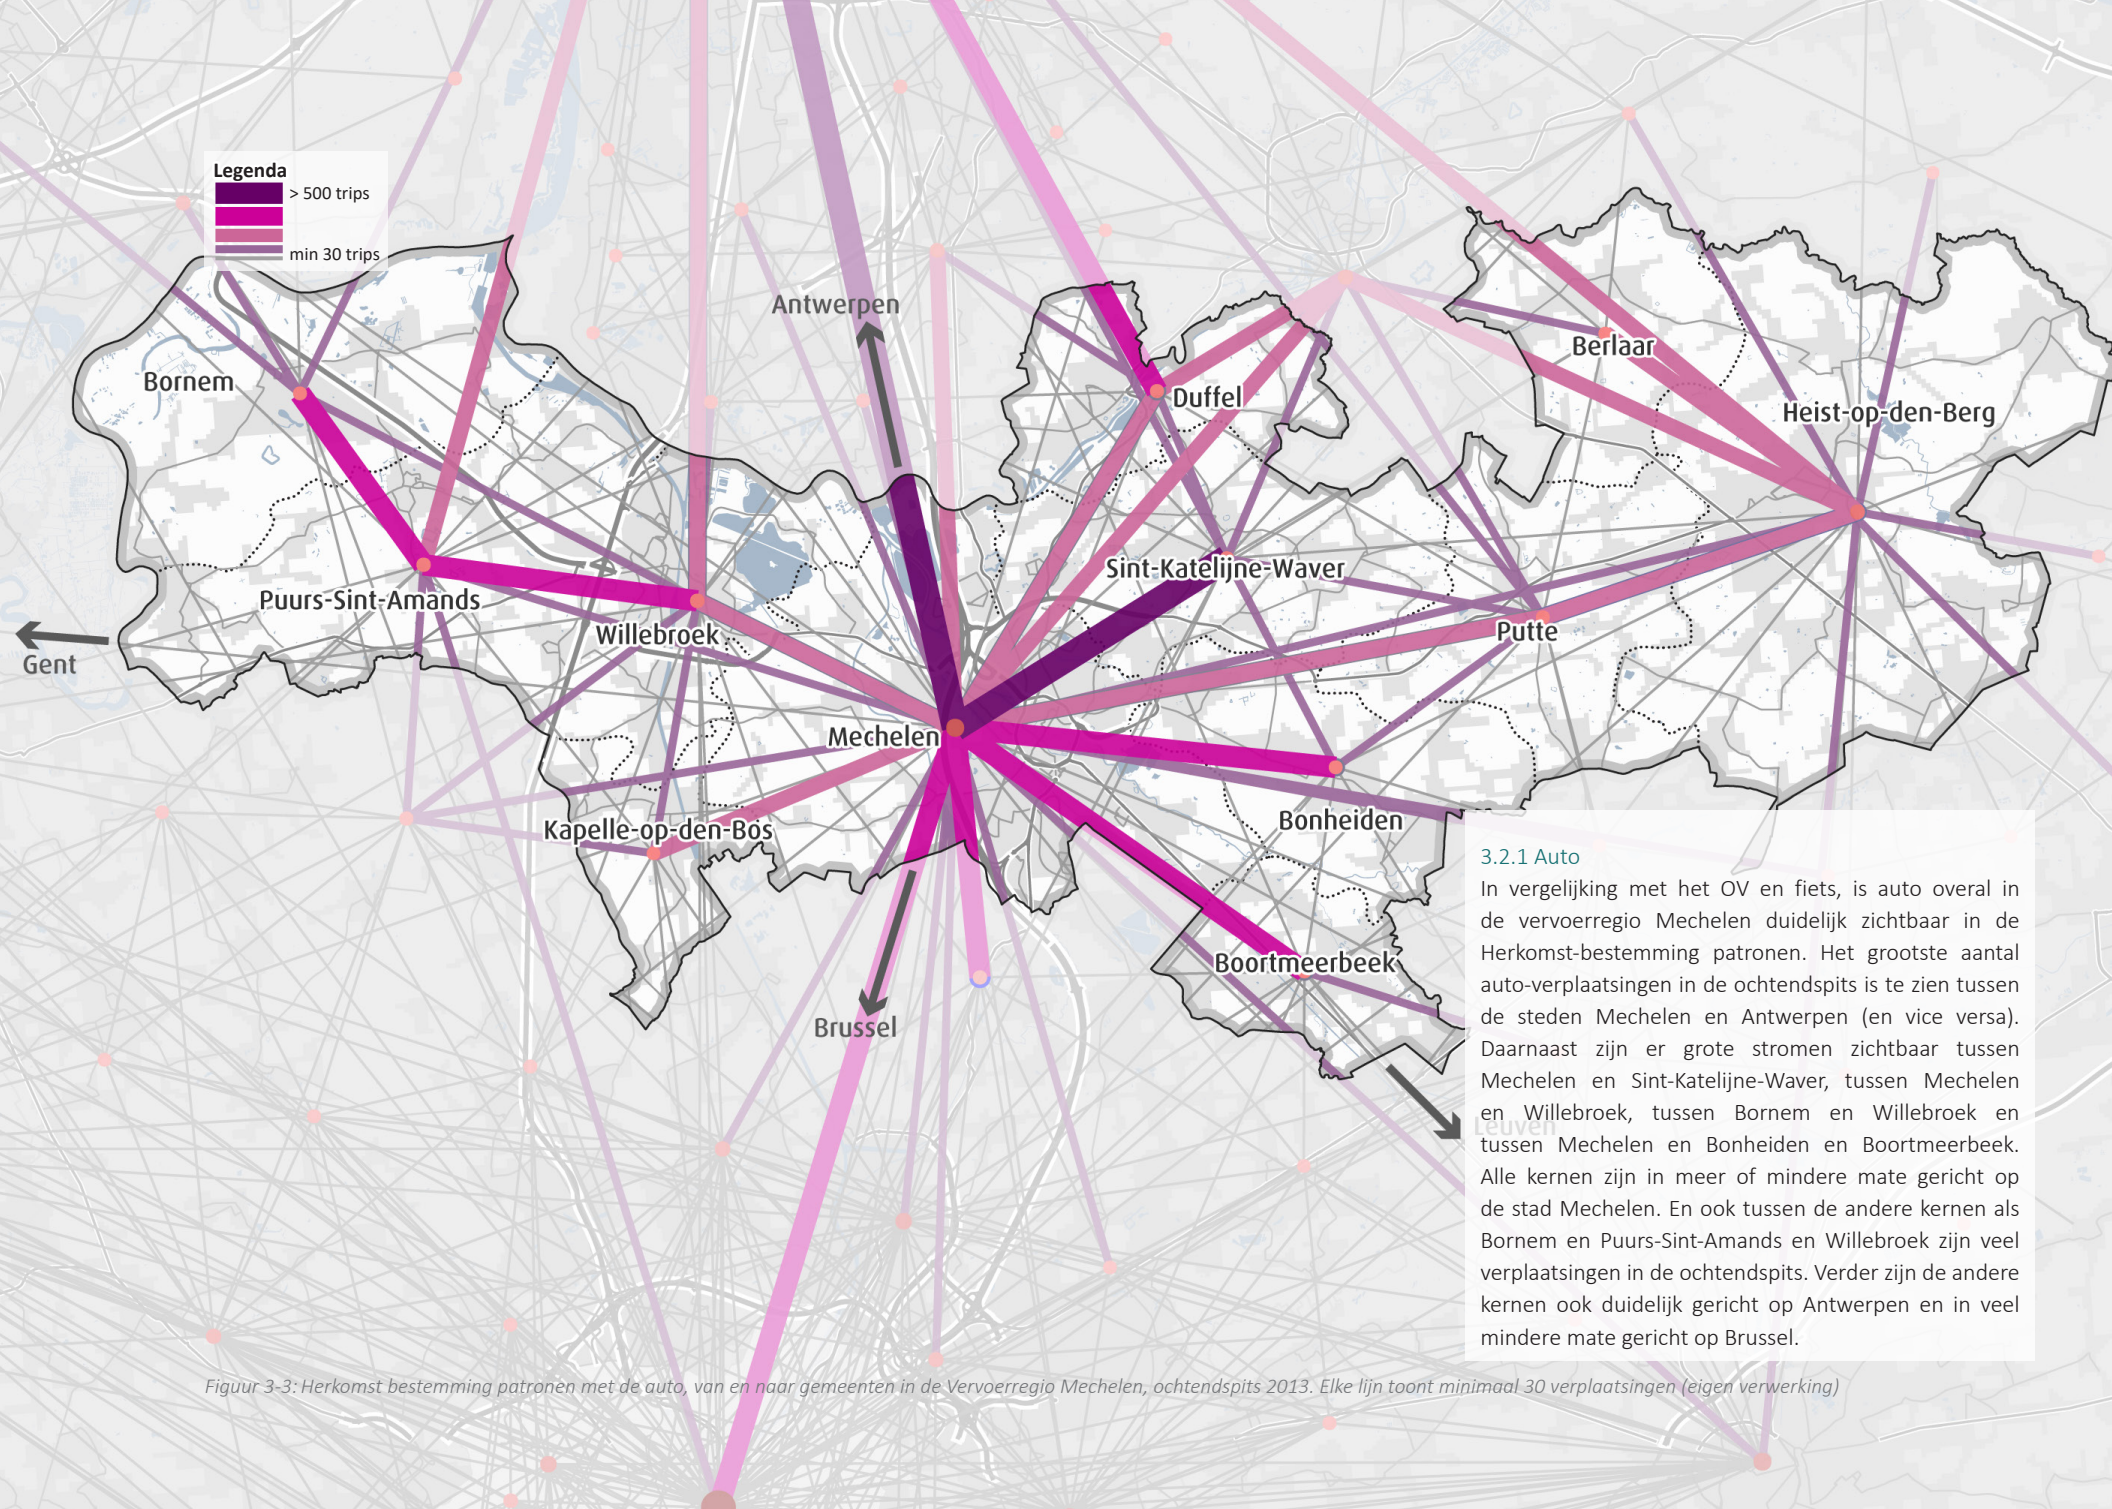 Legenda
> 500 trips
min 30 trips
Antwerpen
Berlaar
Bornem
Duffel
Heist-op-den-Berg
Sint-Katelijne-Waver
Puurs-Sint-Amands
Willebroek
Putte
Gent
Mechelen
Kapelle-op-den-Bos
Bonheiden
Boortmeerbeek
Brussel
Leuven
3.2.1 Auto
In vergelijking met het OV en fiets, is auto overal in
de vervoerregio Mechelen duidelijk zichtbaar in de
Herkomst-bestemming patronen. Het grootste aantal
auto-verplaatsingen in de ochtendspits is te zien tussen
de steden Mechelen en Antwerpen (en vice versa).
Daarnaast zijn er grote stromen zichtbaar tussen
Mechelen en Sint-Katelijne-Waver, tussen Mechelen
en Willebroek, tussen Bornem en Willebroek en
tussen Mechelen en Bonheiden en Boortmeerbeek.
Alle kernen zijn in meer of mindere mate gericht op
de stad Mechelen. En ook tussen de andere kernen als
Bornem en Puurs-Sint-Amands en Willebroek zijn veel
verplaatsingen in de ochtendspits. Verder zijn de andere
kernen ook duidelijk gericht op Antwerpen en in veel
mindere mate gericht op Brussel.
Figuur 3-3: Herkomst bestemming patronen met de auto, van en naar gemeenten in de Vervoerregio Mechelen, ochtendspits 2013. Elke lijn toont minimaal 30 verplaatsingen (eigen verwerking)